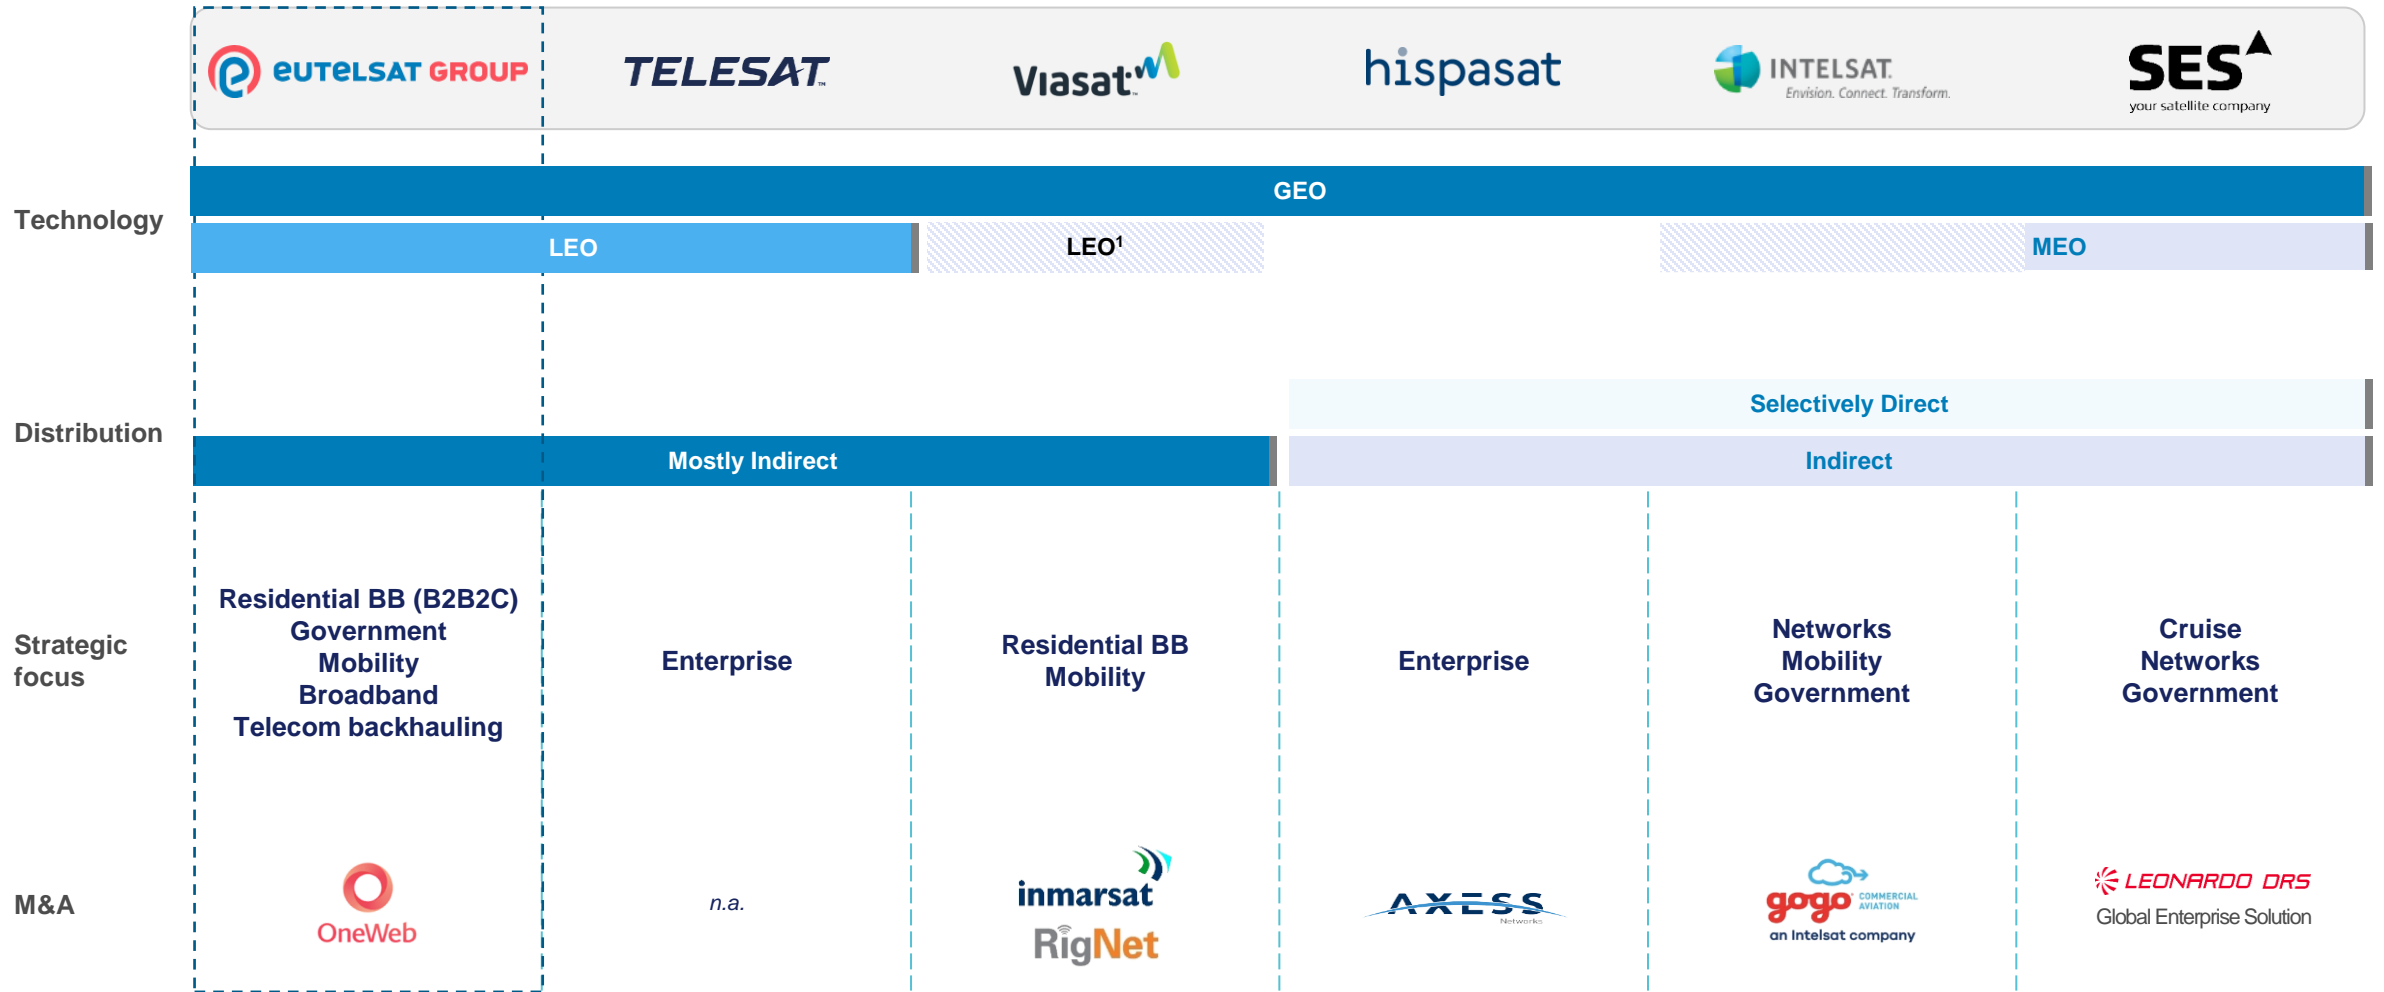 eUTeLSAT GROUP
TELESAT™
Viasat™
hispasat
INTELSAT.
Envision. Connect. Transform.
SES
your satellite company
Technology
GEO
LEO
LEO¹
MEO
Distribution
Selectively Direct
Mostly Indirect
Indirect
Strategic
focus
Residential BB (B2B2C)
Government
Mobility
Broadband
Telecom backhauling
Enterprise
Residential BB
Mobility
Enterprise
Networks
Mobility
Government
Cruise
Networks
Government
M&A
OneWeb
n.a.
inmarsat
RigNet
AXESS
Networks
gogo COMMERCIAL
AVIATION
an Intelsat company
LEONARDO DRS
Global Enterprise Solution